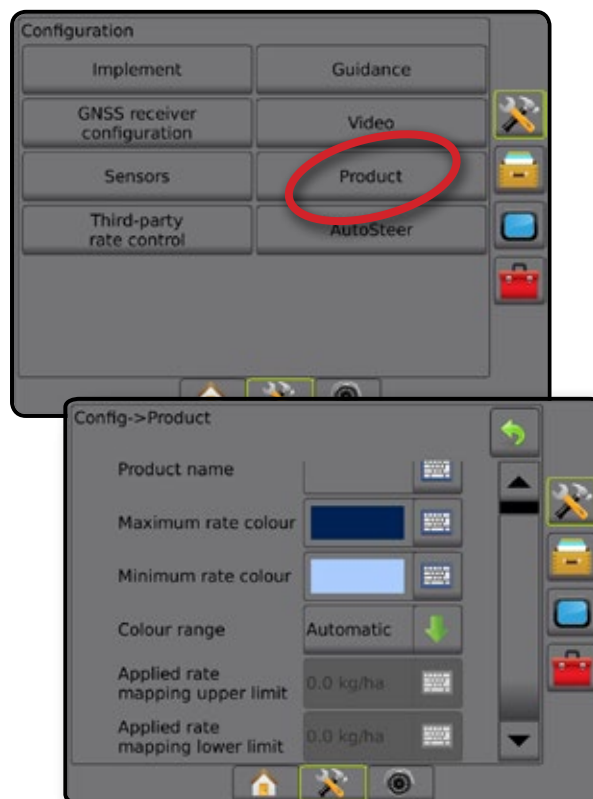 Configuration
Implement
Guidance
GNSS receiver
configuration
Video
Sensors
Product
Third-party
rate control
AutoSteer
Config->Product
Product name
Maximum rate colour
Minimum rate colour
Colour range
Automatic
Applied rate
mapping upper limit
0.0 kg/ha
Applied rate
mapping lower limit
0.0 kg/ha